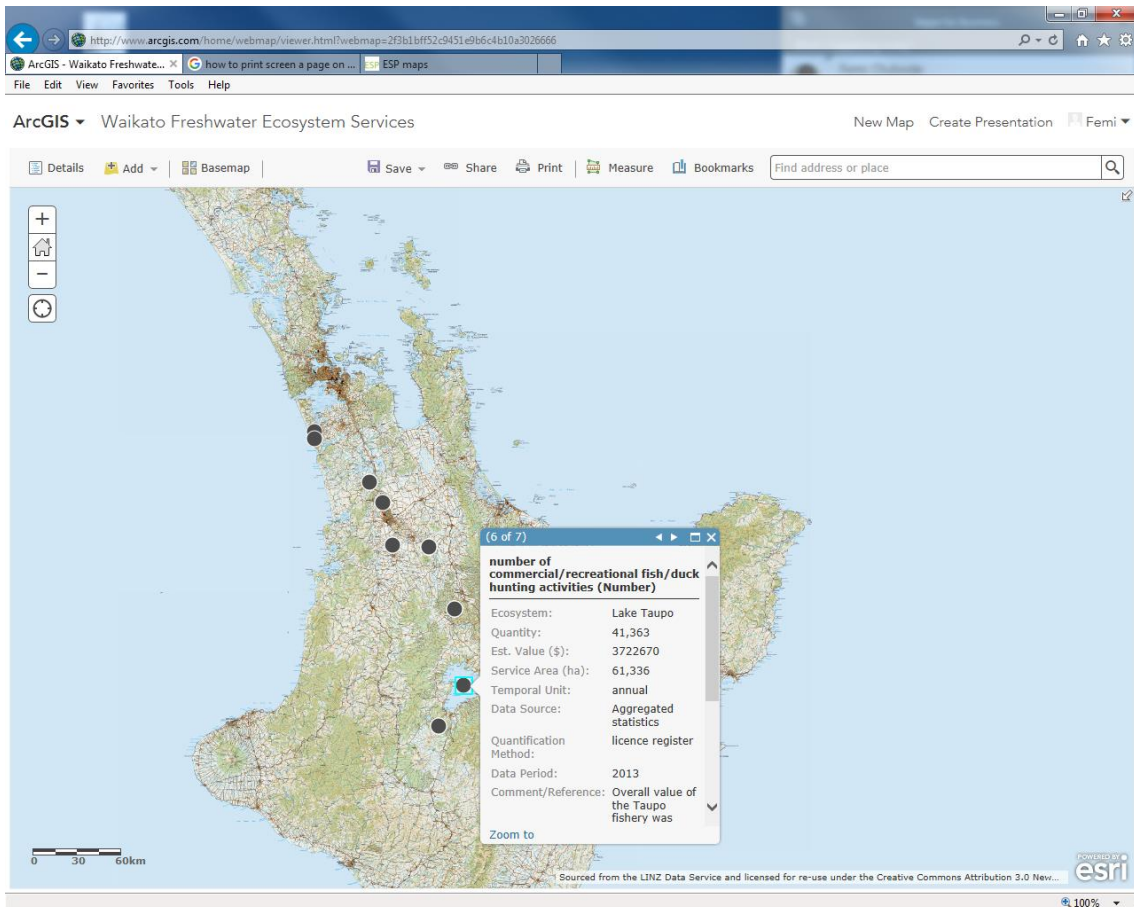 http://www.arcgis.com/home/webmap/viewer.html?webmap=2f3b1bff52c9451e9b6c4b10a3026666
ArcGIS - Waikato Freshwate...
how to print screen a page on ...
ESP ESP maps
File Edit View Favorites Tools Help
ArcGIS Waikato Freshwater Ecosystem Services New Map Create Presentation Femi
Details Add Basemap Save Share Print Measure Bookmarks Find address or place
(6 of 7)
number of
commercial/recreational fish/duck
hunting activities (Number)
Ecosystem: Lake Taupo
Quantity: 41,363
Est. Value ($): 3722670
Service Area (ha): 61,336
Temporal Unit: annual
Data Source: Aggregated
statistics
Quantification licence register
Method:
Data Period: 2013
Comment/Reference: Overall value of
the Taupo
fishery was
Zoom to
0 30 60km
Sourced from the LINZ Data Service and licensed for re-use under the Creative Commons Attribution 3.0 New...
POWERED BY
esri
100%